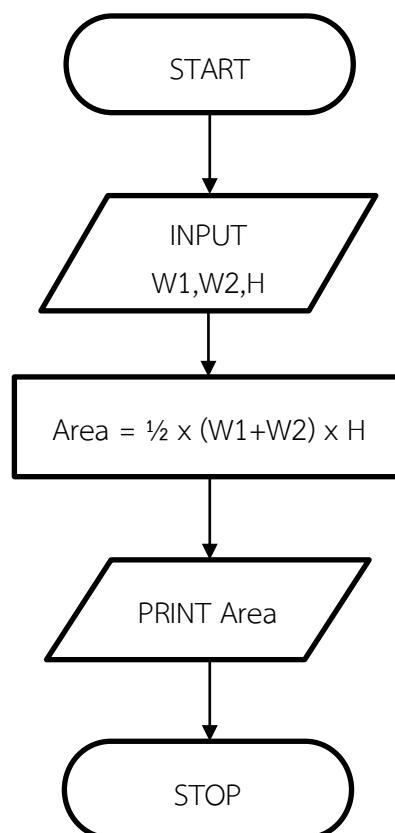 START
INPUT
W1,W2,H
Area = ½ x (W1+W2) x H
PRINT Area
STOP